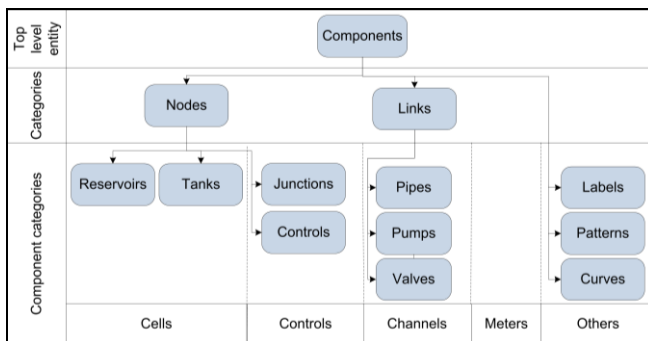 Top
level
entity
Components
Categories
Nodes
Links
Component categories
Reservoirs
Tanks
Junctions
Controls
Pipes
Pumps
Valves
Labels
Patterns
Curves
Cells
Controls
Channels
Meters
Others